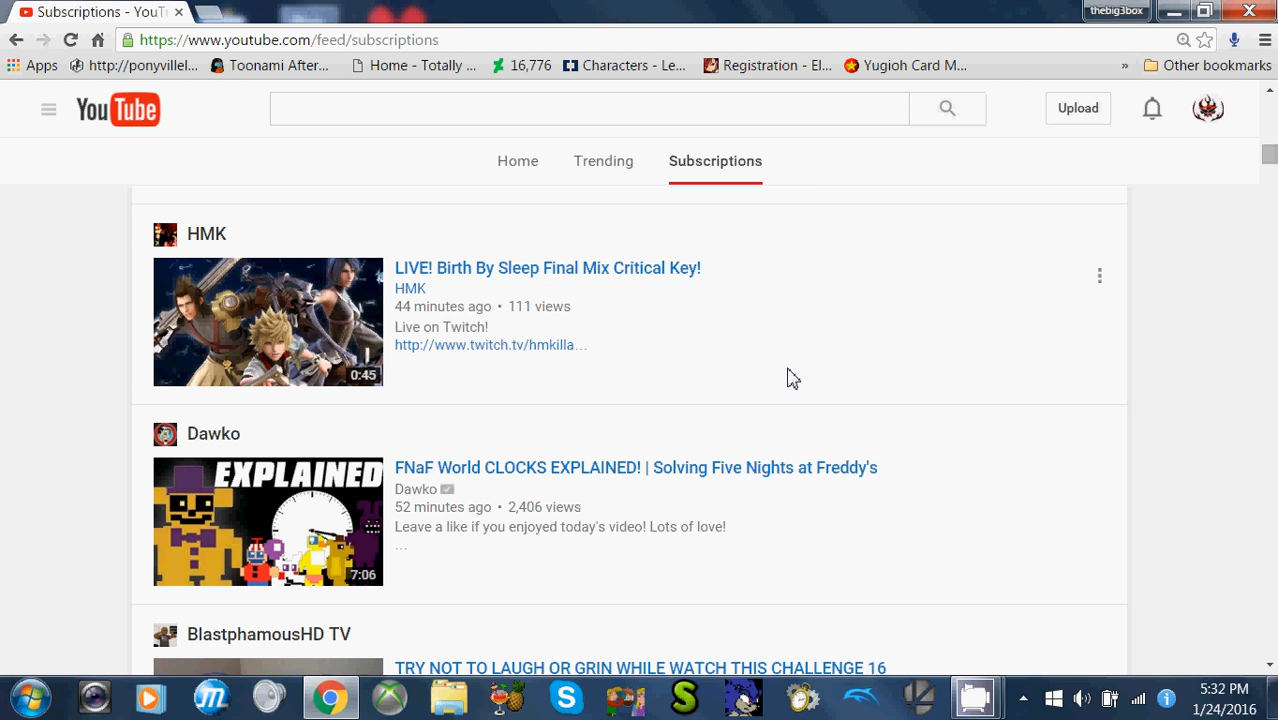 Subscriptions - YouT
thebig3box
https://www.youtube.com/feed/subscriptions
Apps http://ponyvillel... Toonami After... Home - Totally ... 16,776 Characters - Le... Registration - El... Yugioh Card M... » Other bookmarks
YouTube
Upload
Home Trending Subscriptions
HMK
LIVE! Birth By Sleep Final Mix Critical Key!
HMK
44 minutes ago • 111 views
Live on Twitch!
http://www.twitch.tv/hmkilla...
0:45
Dawko
EXPLAINED
FNaF World CLOCKS EXPLAINED! | Solving Five Nights at Freddy's
Dawko
52 minutes ago • 2,406 views
Leave a like if you enjoyed today's video! Lots of love!
...
7:06
BlastphamousHD TV
TRY NOT TO LAUGH OR GRIN WHILE WATCH THIS CHALLENGE 16
5:32 PM
1/24/2016